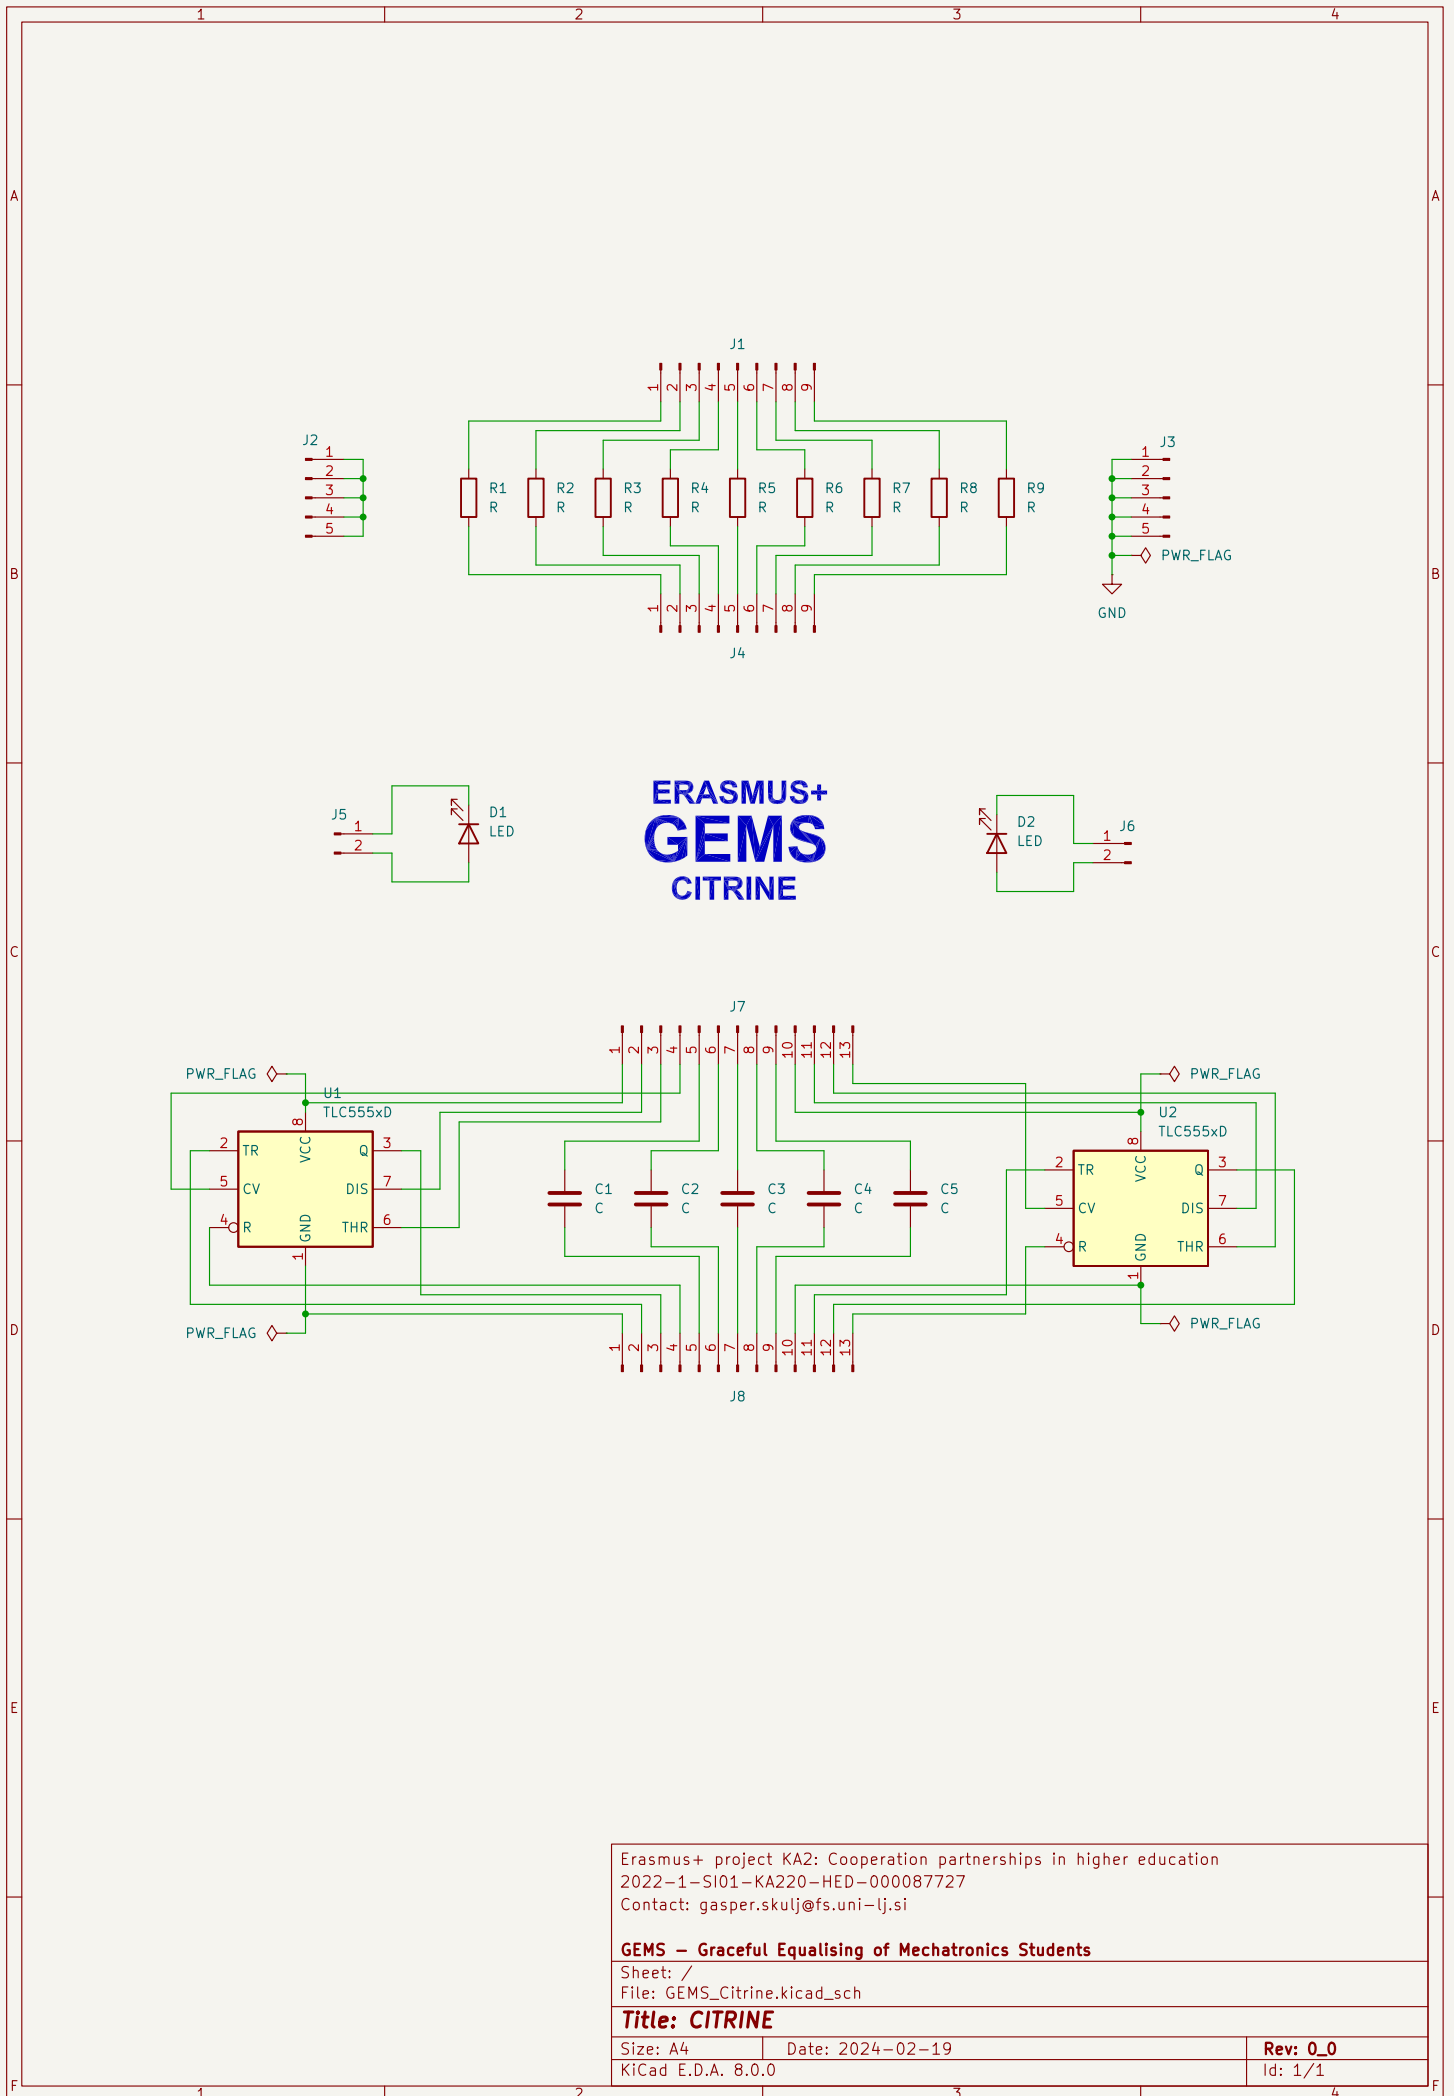 1 2 3 4
A A
J1
1 2 3 4 5 6 7 8 9
J2 J3
1 1
2 2
3 3
4 4
5 5
R1 R2 R3 R4 R5 R6 R7 R8 R9
R R R R R R R R R
PWR_FLAG
B B
GND
1 2 3 4 5 6 7 8 9
J4
ERASMUS+
GEMS
CITRINE
J5
1
2
D1
LED
D2
LED
J6
1
2
C C
J7
1 2 3 4 5 6 7 8 9 10 11 12 13
PWR_FLAG PWR_FLAG
U1
TLC555xD
8
VCC
2 TR
5 CV
4 R
Q 3
DIS 7
THR 6
GND
1
U2
TLC555xD
8
VCC
2 TR
5 CV
4 R
Q 3
DIS 7
THR 6
GND
1
C1 C2 C3 C4 C5
C C C C C
PWR_FLAG PWR_FLAG
D D
1 2 3 4 5 6 7 8 9 10 11 12 13
J8
E E
Erasmus+ project KA2: Cooperation partnerships in higher education
2022-1-SI01-KA220-HED-000087727
Contact: gasper.skulj@fs.uni-lj.si
GEMS - Graceful Equalising of Mechatronics Students
Sheet: /
File: GEMS_Citrine.kicad_sch
Title: CITRINE
Size: A4 Date: 2024-02-19 Rev: 0_0
KiCad E.D.A. 8.0.0 Id: 1/1
F F
1 2 3 4